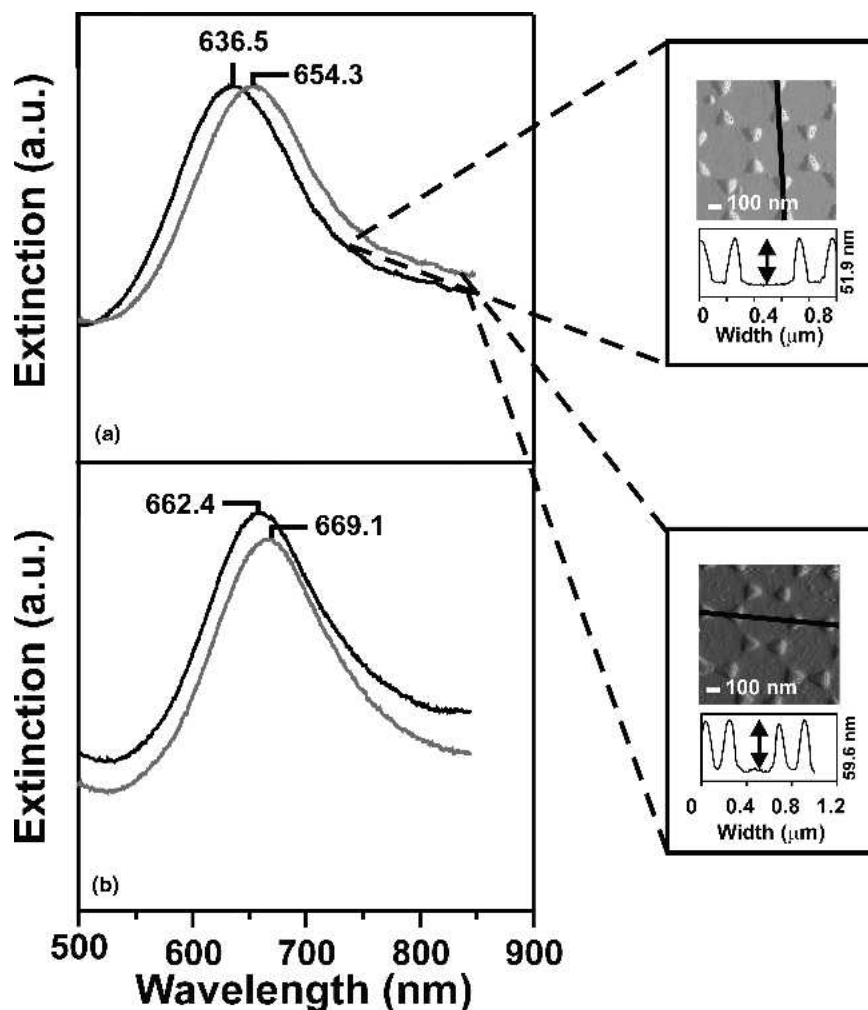 636.5
654.3
Extinction (a.u.)
(a)
100 nm
51.9 nm
0 0.4 0.8
Width (μm)
662.4
669.1
Extinction (a.u.)
(b)
100 nm
59.6 nm
0 0.4 0.8 1.2
Width (μm)
500 600 700 800 900
Wavelength (nm)